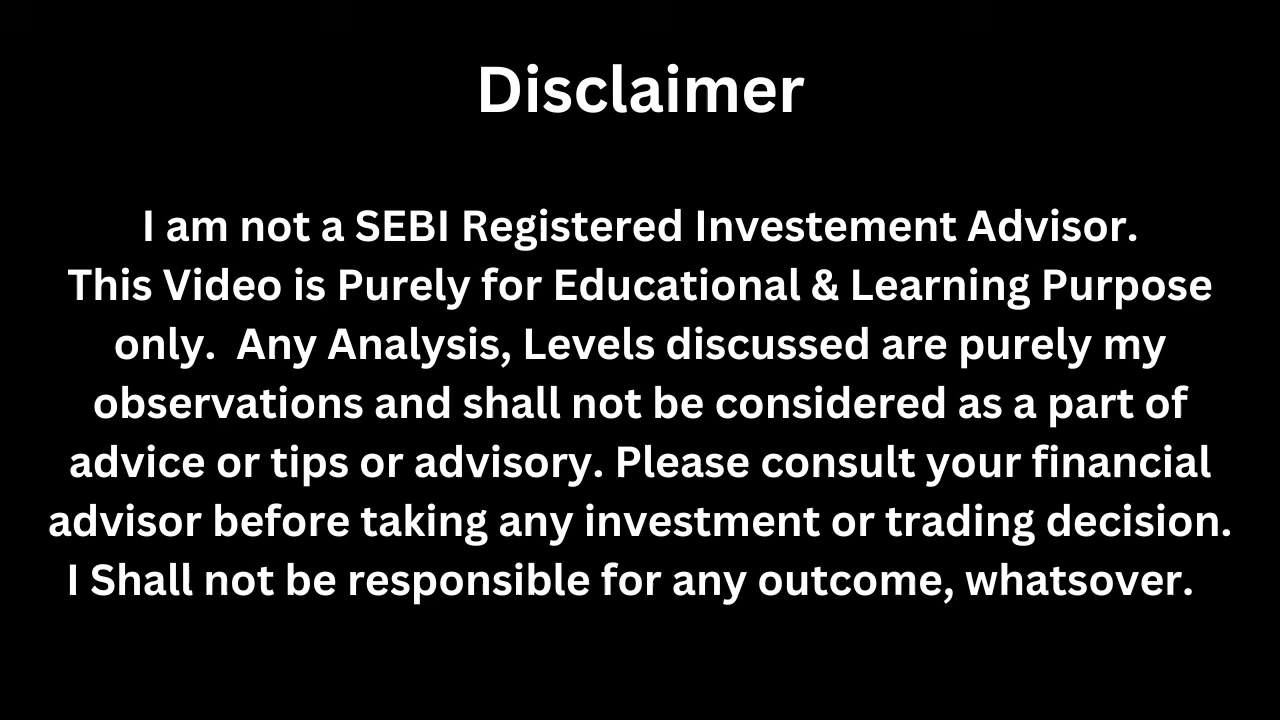 Disclaimer
I am not a SEBI Registered Investement Advisor.
This Video is Purely for Educational & Learning Purpose
only.  Any Analysis, Levels discussed are purely my
observations and shall not be considered as a part of
advice or tips or advisory. Please consult your financial
advisor before taking any investment or trading decision.
I Shall not be responsible for any outcome, whatsover.